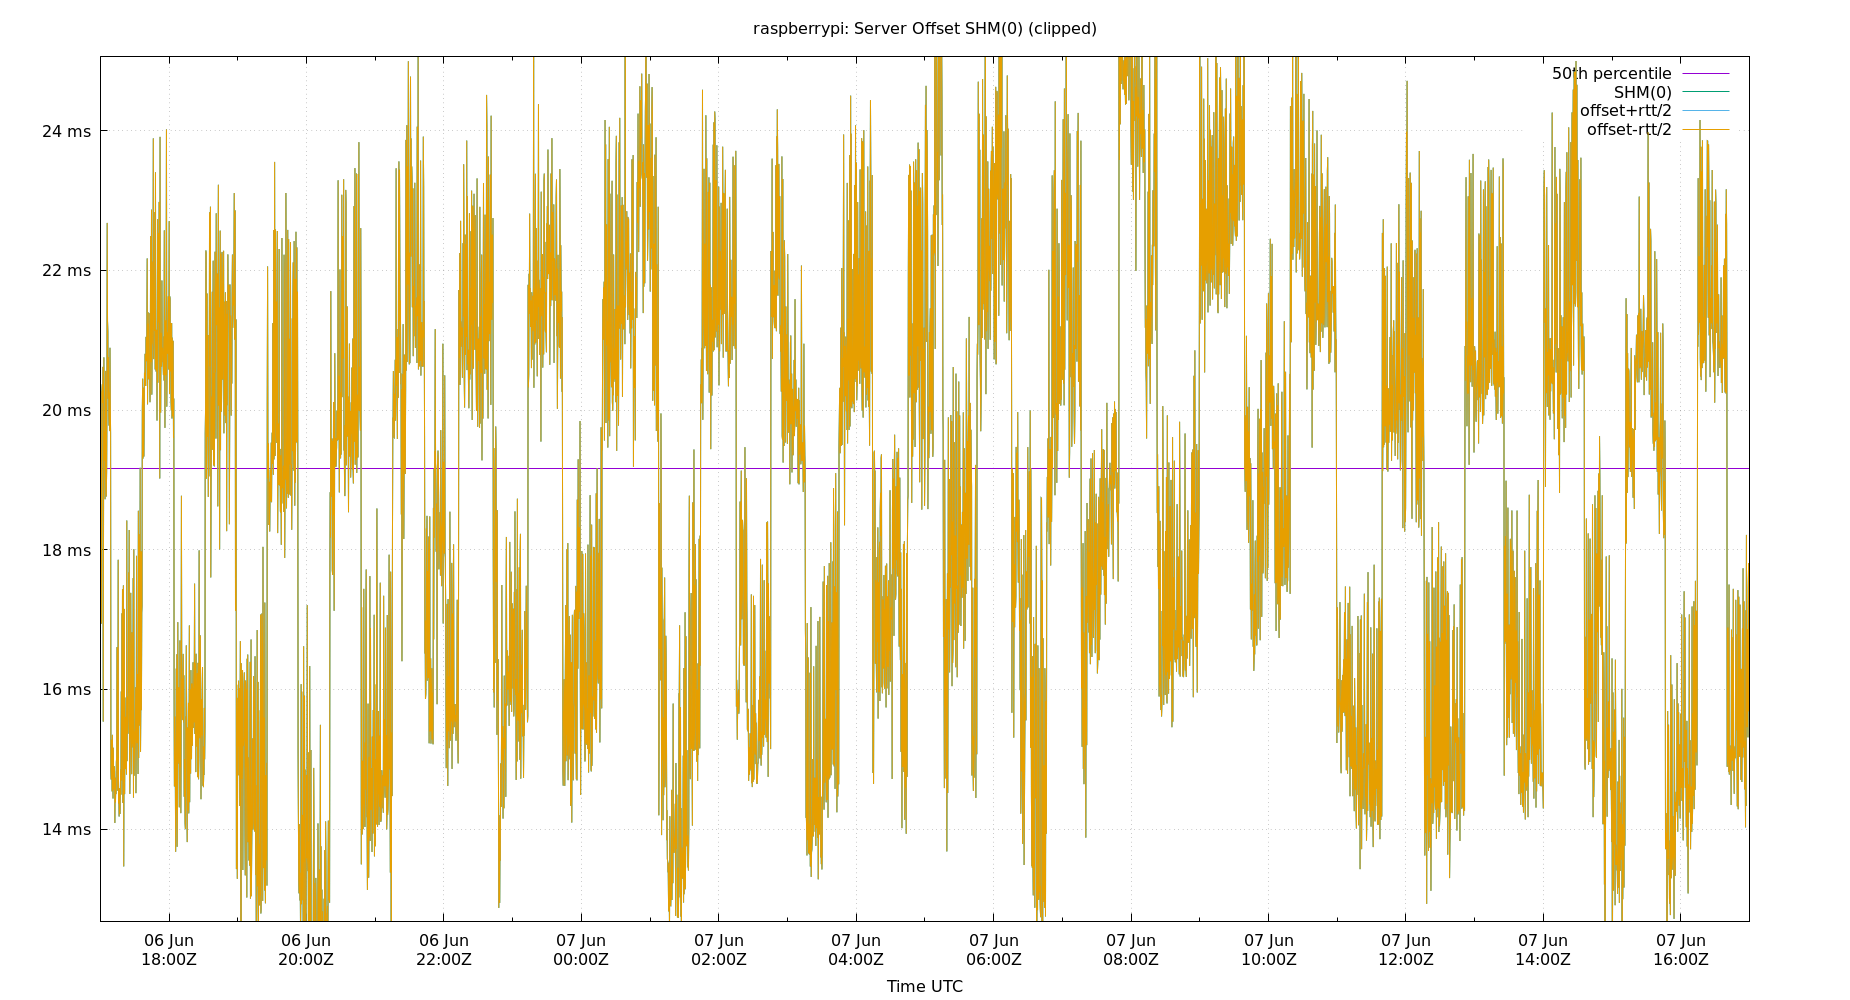 raspberrypi: Server Offset SHM(0) (clipped)
50th percentile
SHM(0)
offset+rtt/2
offset-rtt/2
24 ms
22 ms
20 ms
18 ms
16 ms
14 ms
06 Jun 06 Jun 06 Jun 07 Jun 07 Jun 07 Jun 07 Jun 07 Jun 07 Jun 07 Jun 07 Jun 07 Jun
18:00Z 20:00Z 22:00Z 00:00Z 02:00Z 04:00Z 06:00Z 08:00Z 10:00Z 12:00Z 14:00Z 16:00Z
Time UTC